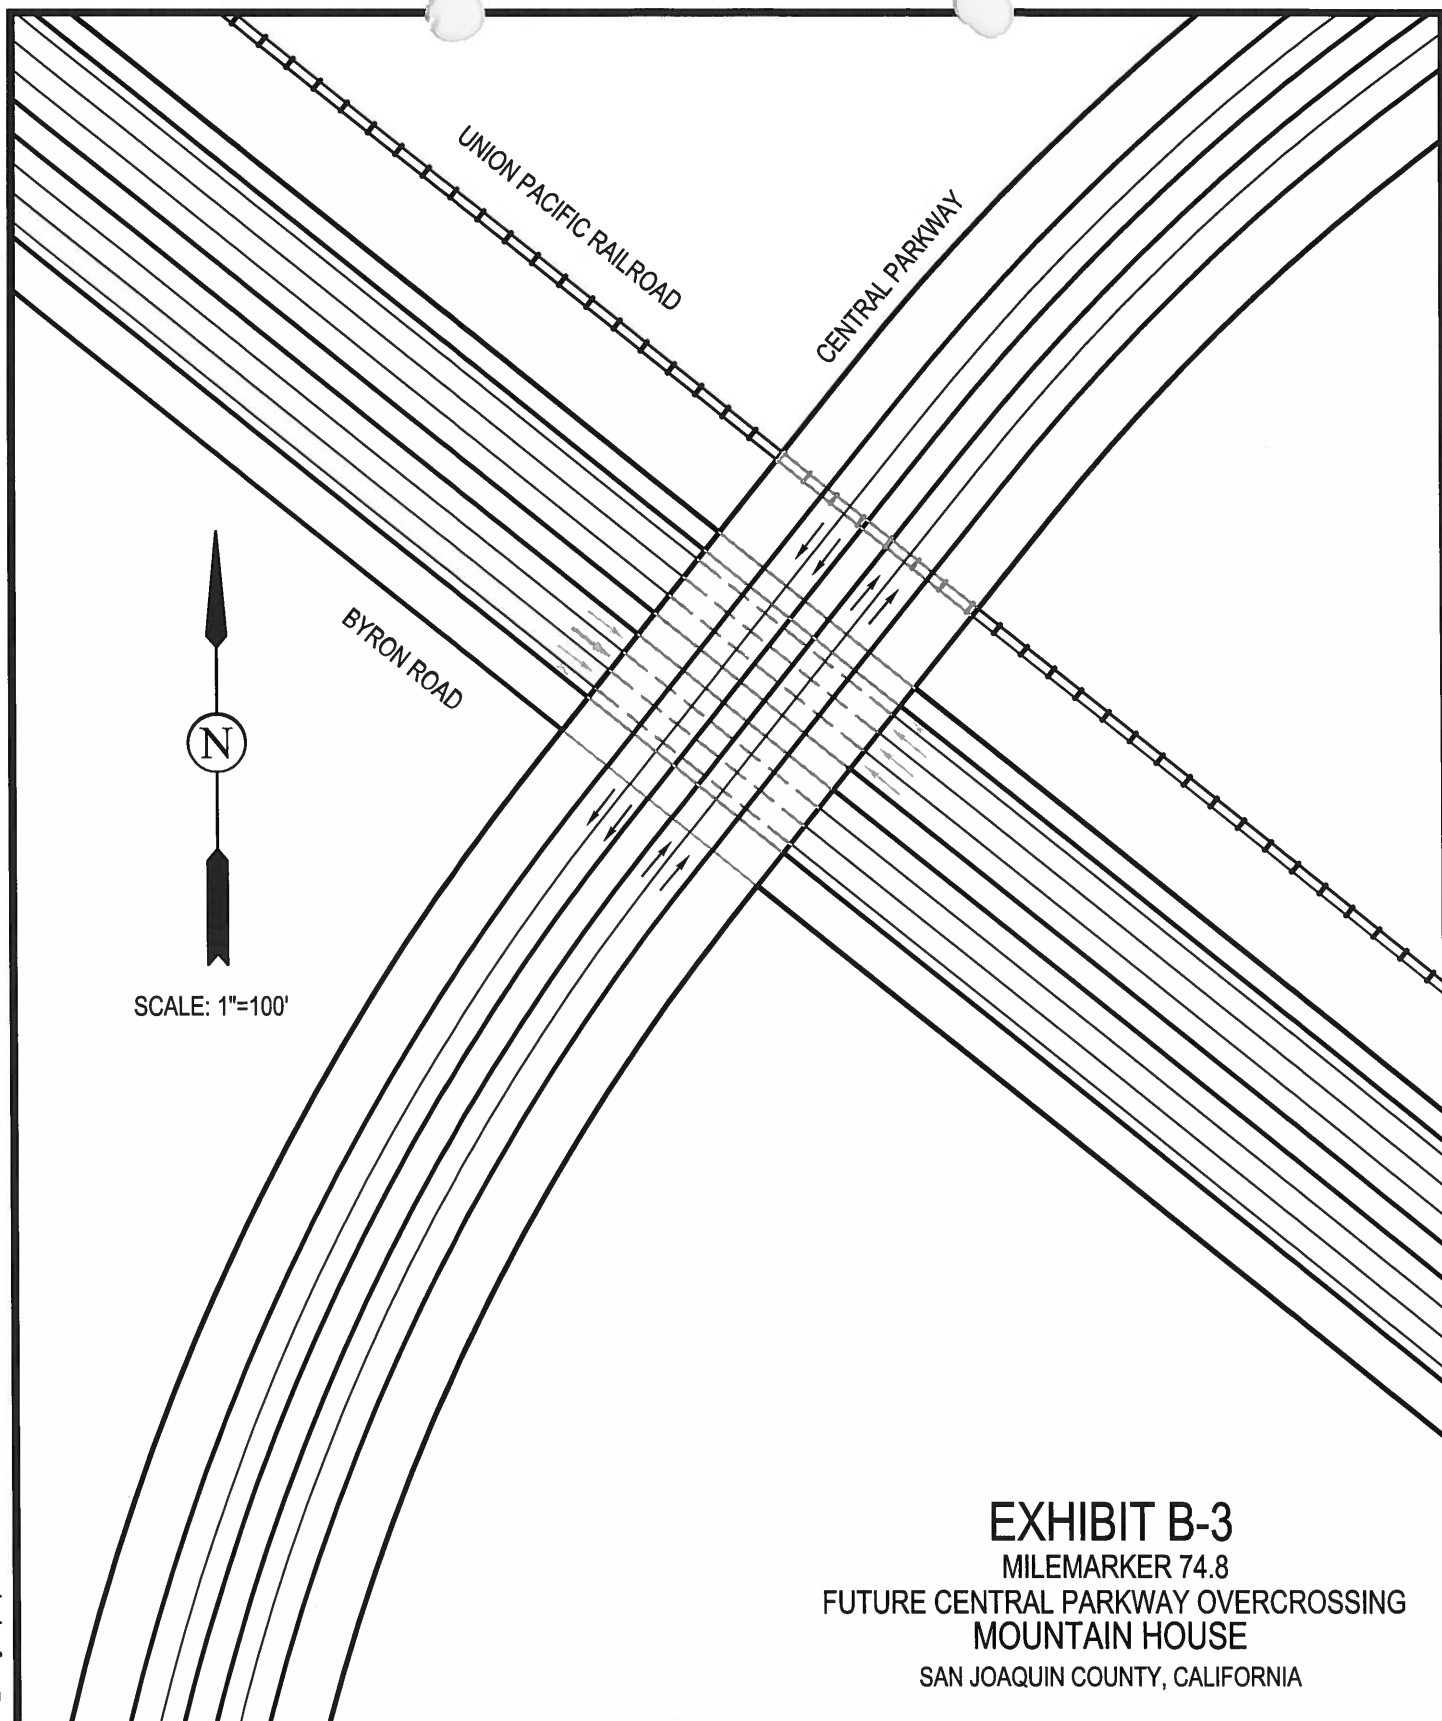 UNION PACIFIC RAILROAD
CENTRAL PARKWAY
BYRON ROAD
N
SCALE: 1"=100'
EXHIBIT B-3
MILEMARKER 74.8
FUTURE CENTRAL PARKWAY OVERCROSSING
MOUNTAIN HOUSE
SAN JOAQUIN COUNTY, CALIFORNIA